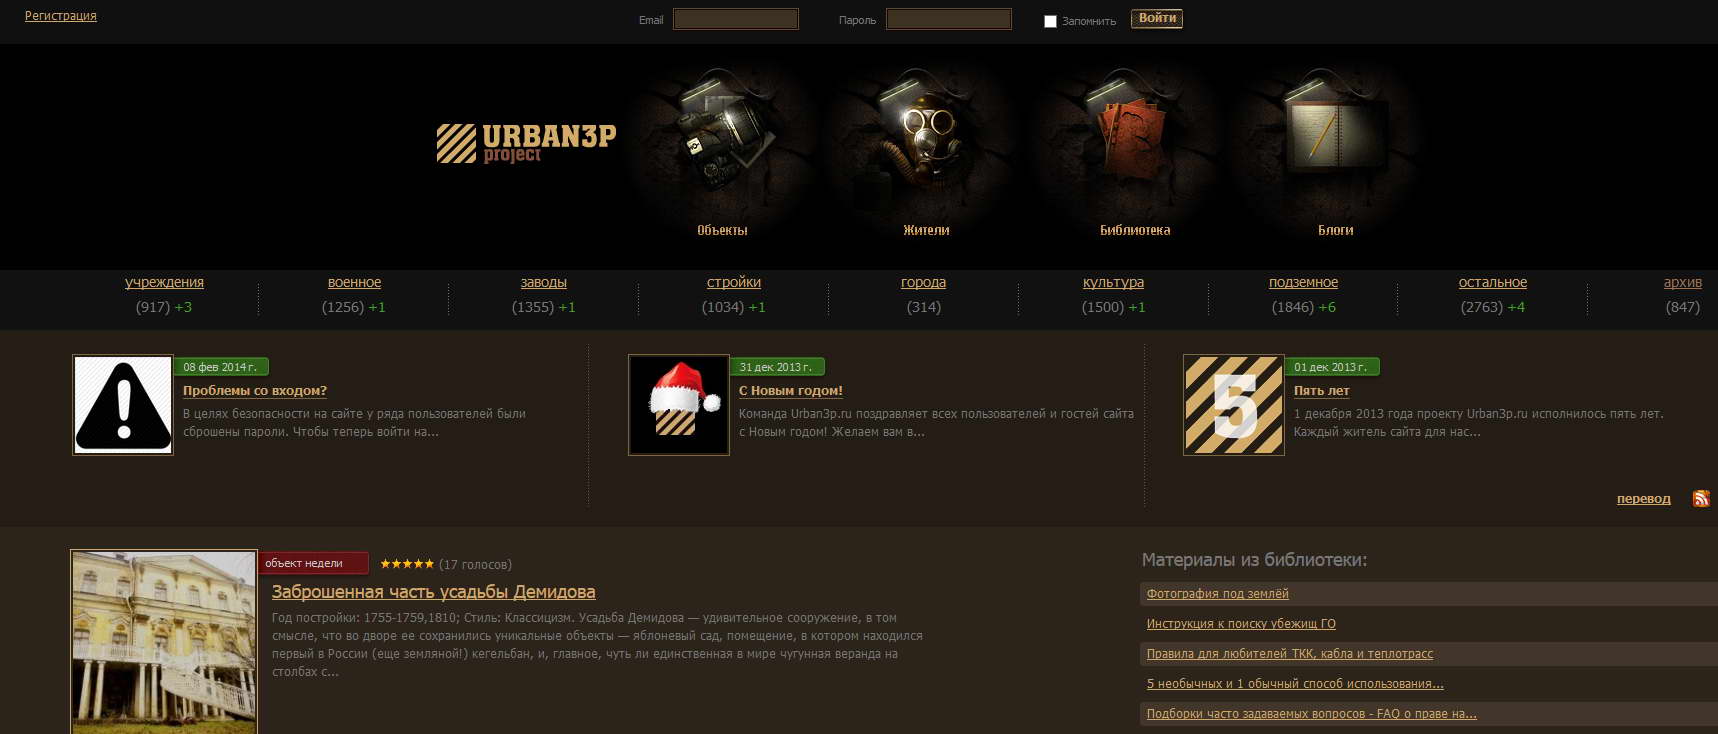 Регистрация
Email
Пароль
Запомнить
Войти
URBAN3P
project
Объекты
Жители
Библиотека
Блоги
учреждения
(917) +3
военное
(1256) +1
заводы
(1355) +1
стройки
(1034) +1
города
(314)
культура
(1500) +1
подземное
(1846) +6
остальное
(2763) +4
архив
(847)
08 фев 2014 г.
Проблемы со входом?
В целях безопасности на сайте у ряда пользователей были
сброшены пароли. Чтобы теперь войти на...
31 дек 2013 г.
С Новым годом!
Команда Urban3p.ru поздравляет всех пользователей и гостей сайта
с Новым годом! Желаем вам в...
5
01 дек 2013 г.
Пять лет
1 декабря 2013 года проекту Urban3p.ru исполнилось пять лет.
Каждый житель сайта для нас...
перевод
объект недели
(17 голосов)
Заброшенная часть усадьбы Демидова
Год постройки: 1755-1759,1810; Стиль: Классицизм. Усадьба Демидова — удивительное сооружение, в том
смысле, что во дворе ее сохранились уникальные объекты — яблоневый сад, помещение, в котором находился
первый в России (еще земляной!) кегельбан, и, главное, чуть ли единственная в мире чугунная веранда на
столбах с...
Материалы из библиотеки:
Фотография под землёй
Инструкция к поиску убежищ ГО
Правила для любителей ТКК, кабла и теплотрасс
5 необычных и 1 обычный способ использования...
Подборки часто задаваемых вопросов - FAQ о праве на...